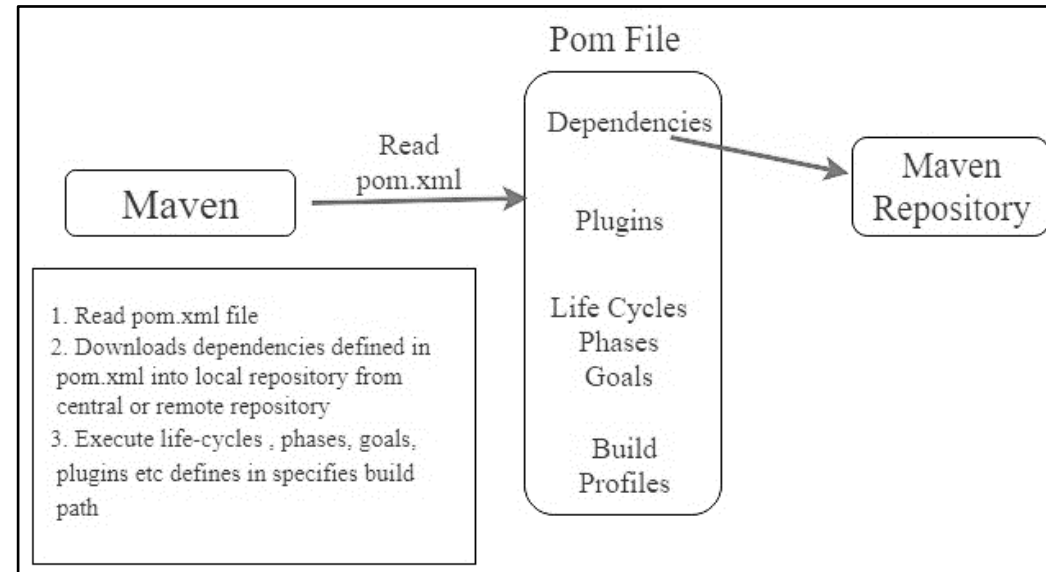 Pom File
Dependencies
Read
pom.xml
Maven
Maven
Repository
Plugins
Life Cycles
Phases
Goals
Build
Profiles
1. Read pom.xml file
2. Downloads dependencies defined in
pom.xml into local repository from
central or remote repository
3. Execute life-cycles , phases, goals,
plugins etc defines in specifies build
path